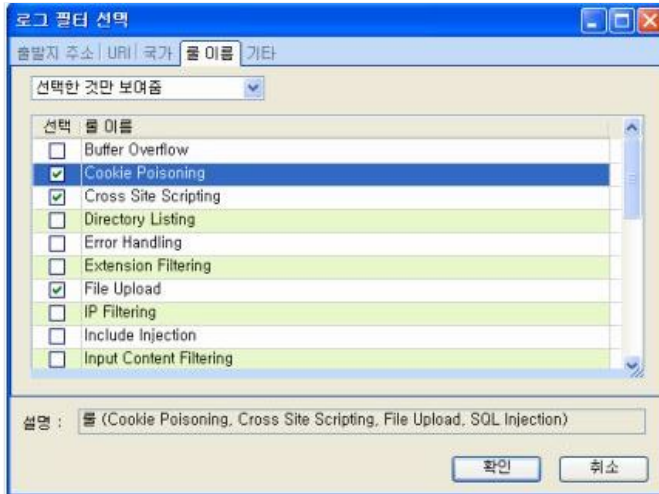 로그 필터 선택
출발지 주소 URI 국가 룰 이름 기타
선택한 것만 보여줌
선택 룰 이름
Buffer Overflow
Cookie Poisoning
Cross Site Scripting
Directory Listing
Error Handling
Extension Filtering
File Upload
IP Filtering
Include Injection
Input Content Filtering
설명 : 룰 (Cookie Poisoning, Cross Site Scripting, File Upload, SQL Injection)
확인 취소